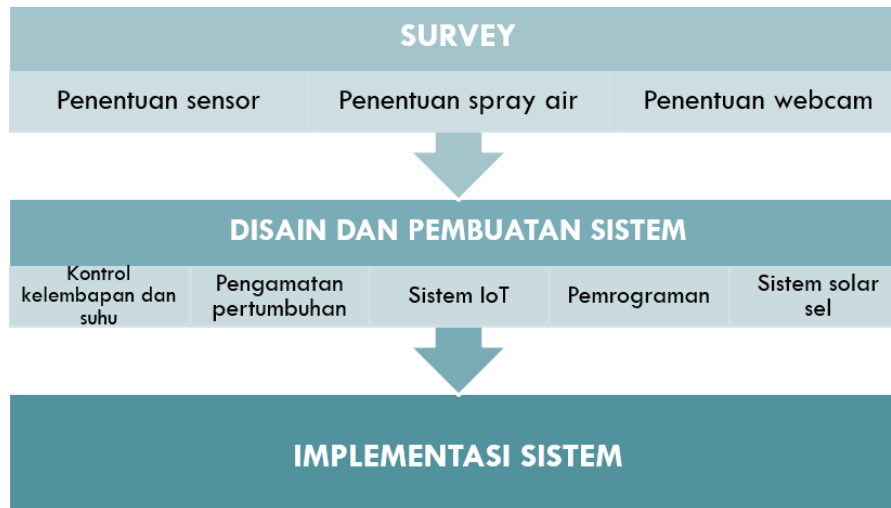 SURVEY
Penentuan sensor
Penentuan spray air
Penentuan webcam
DISAIN DAN PEMBUATAN SISTEM
Kontrol
kelembapan dan
suhu
Pengamatan
pertumbuhan
Sistem IoT
Pemrograman
Sistem solar
sel
IMPLEMENTASI SISTEM